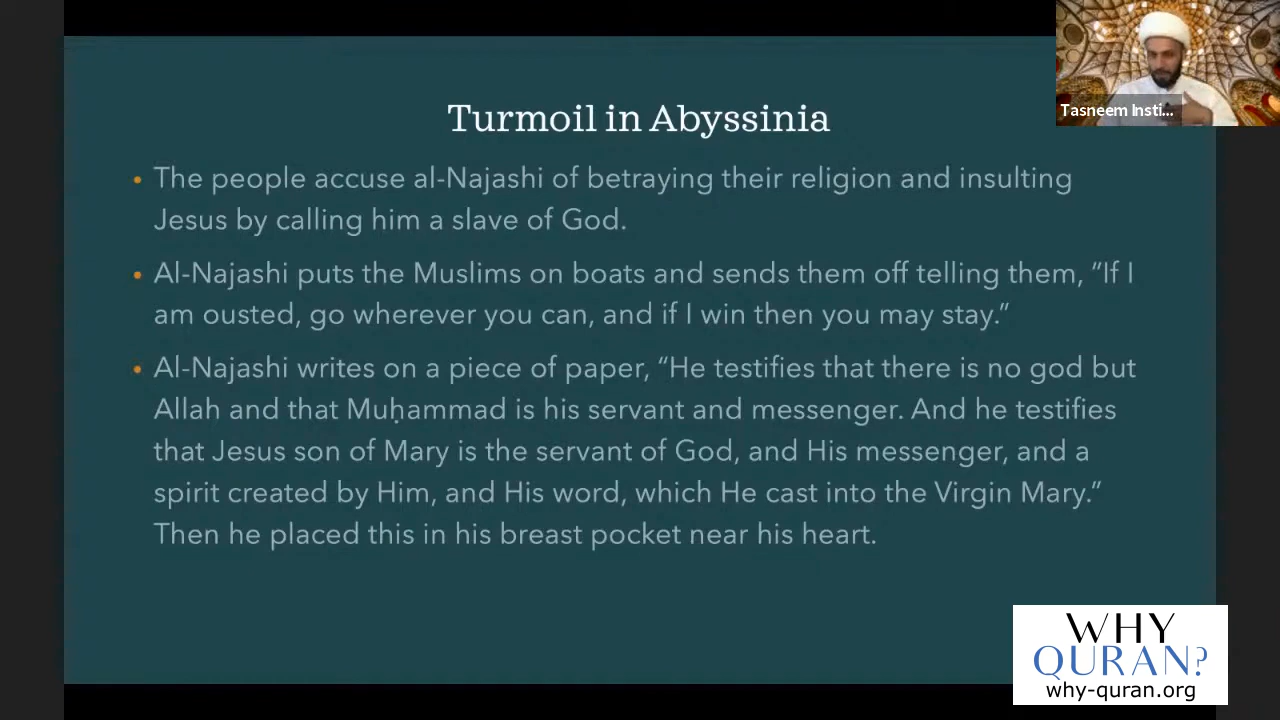 Tasneem Insti...
Turmoil in Abyssinia
• The people accuse al-Najashi of betraying their religion and insulting
Jesus by calling him a slave of God.
• Al-Najashi puts the Muslims on boats and sends them off telling them, “If I
am ousted, go wherever you can, and if I win then you may stay.”
• Al-Najashi writes on a piece of paper, “He testifies that there is no god but
Allah and that Muḥammad is his servant and messenger. And he testifies
that Jesus son of Mary is the servant of God, and His messenger, and a
spirit created by Him, and His word, which He cast into the Virgin Mary.”
Then he placed this in his breast pocket near his heart.
WHY
QURAN?
why-quran.org